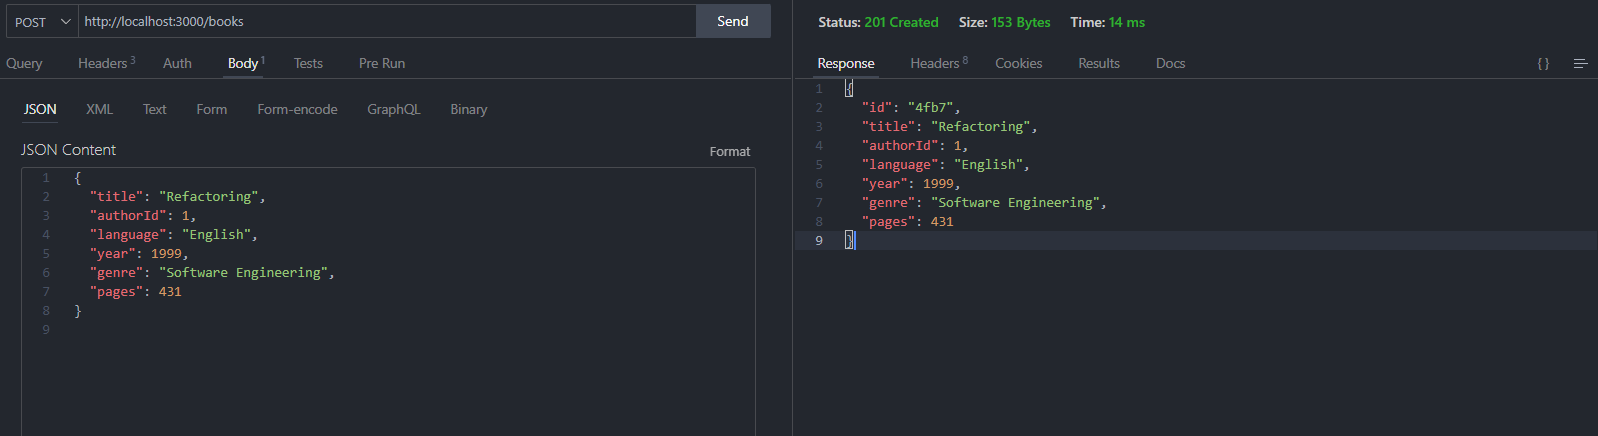 POST http://localhost:3000/books Send
Query Headers 3 Auth Body 1 Tests Pre Run
JSON XML Text Form Form-encode GraphQL Binary
JSON Content Format
1 {
2 "title": "Refactoring",
3 "authorId": 1,
4 "language": "English",
5 "year": 1999,
6 "genre": "Software Engineering",
7 "pages": 431
8 }
9
Status: 201 Created Size: 153 Bytes Time: 14 ms
Response Headers 8 Cookies Results Docs { }
1 {
2 "id": "4fb7",
3 "title": "Refactoring",
4 "authorId": 1,
5 "language": "English",
6 "year": 1999,
7 "genre": "Software Engineering",
8 "pages": 431
9 }